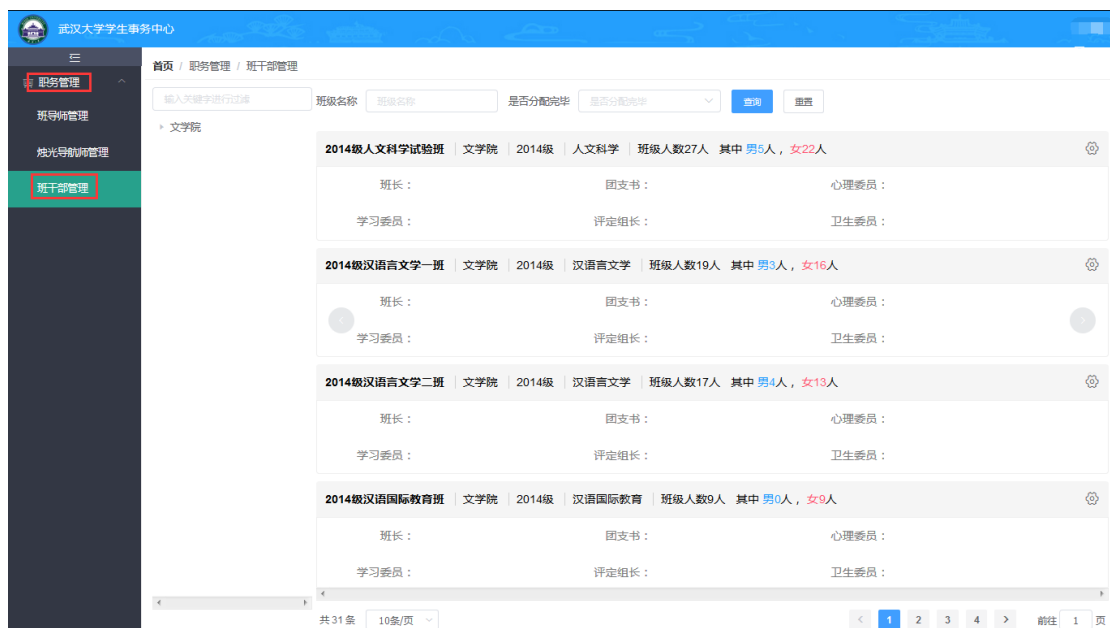 武汉大学学生事务中心
职务管理
班导师管理
烛光导航师管理
班干部管理
首页 / 职务管理 / 班干部管理
输入关键字进行过滤
文学院
班级名称 班级名称 是否分配完毕 是否分配完毕 查询 重置
2014级人文科学试验班 文学院 2014级 人文科学 班级人数27人 其中 男5人，女22人
班长： 团支书： 心理委员：
学习委员： 评定组长： 卫生委员：
2014级汉语言文学一班 文学院 2014级 汉语言文学 班级人数19人 其中 男3人，女16人
班长： 团支书： 心理委员：
学习委员： 评定组长： 卫生委员：
2014级汉语言文学二班 文学院 2014级 汉语言文学 班级人数17人 其中 男4人，女13人
班长： 团支书： 心理委员：
学习委员： 评定组长： 卫生委员：
2014级汉语国际教育班 文学院 2014级 汉语国际教育 班级人数9人 其中 男0人，女9人
班长： 团支书： 心理委员：
学习委员： 评定组长： 卫生委员：
共 31 条 10条/页 1 2 3 4 前往 1 页